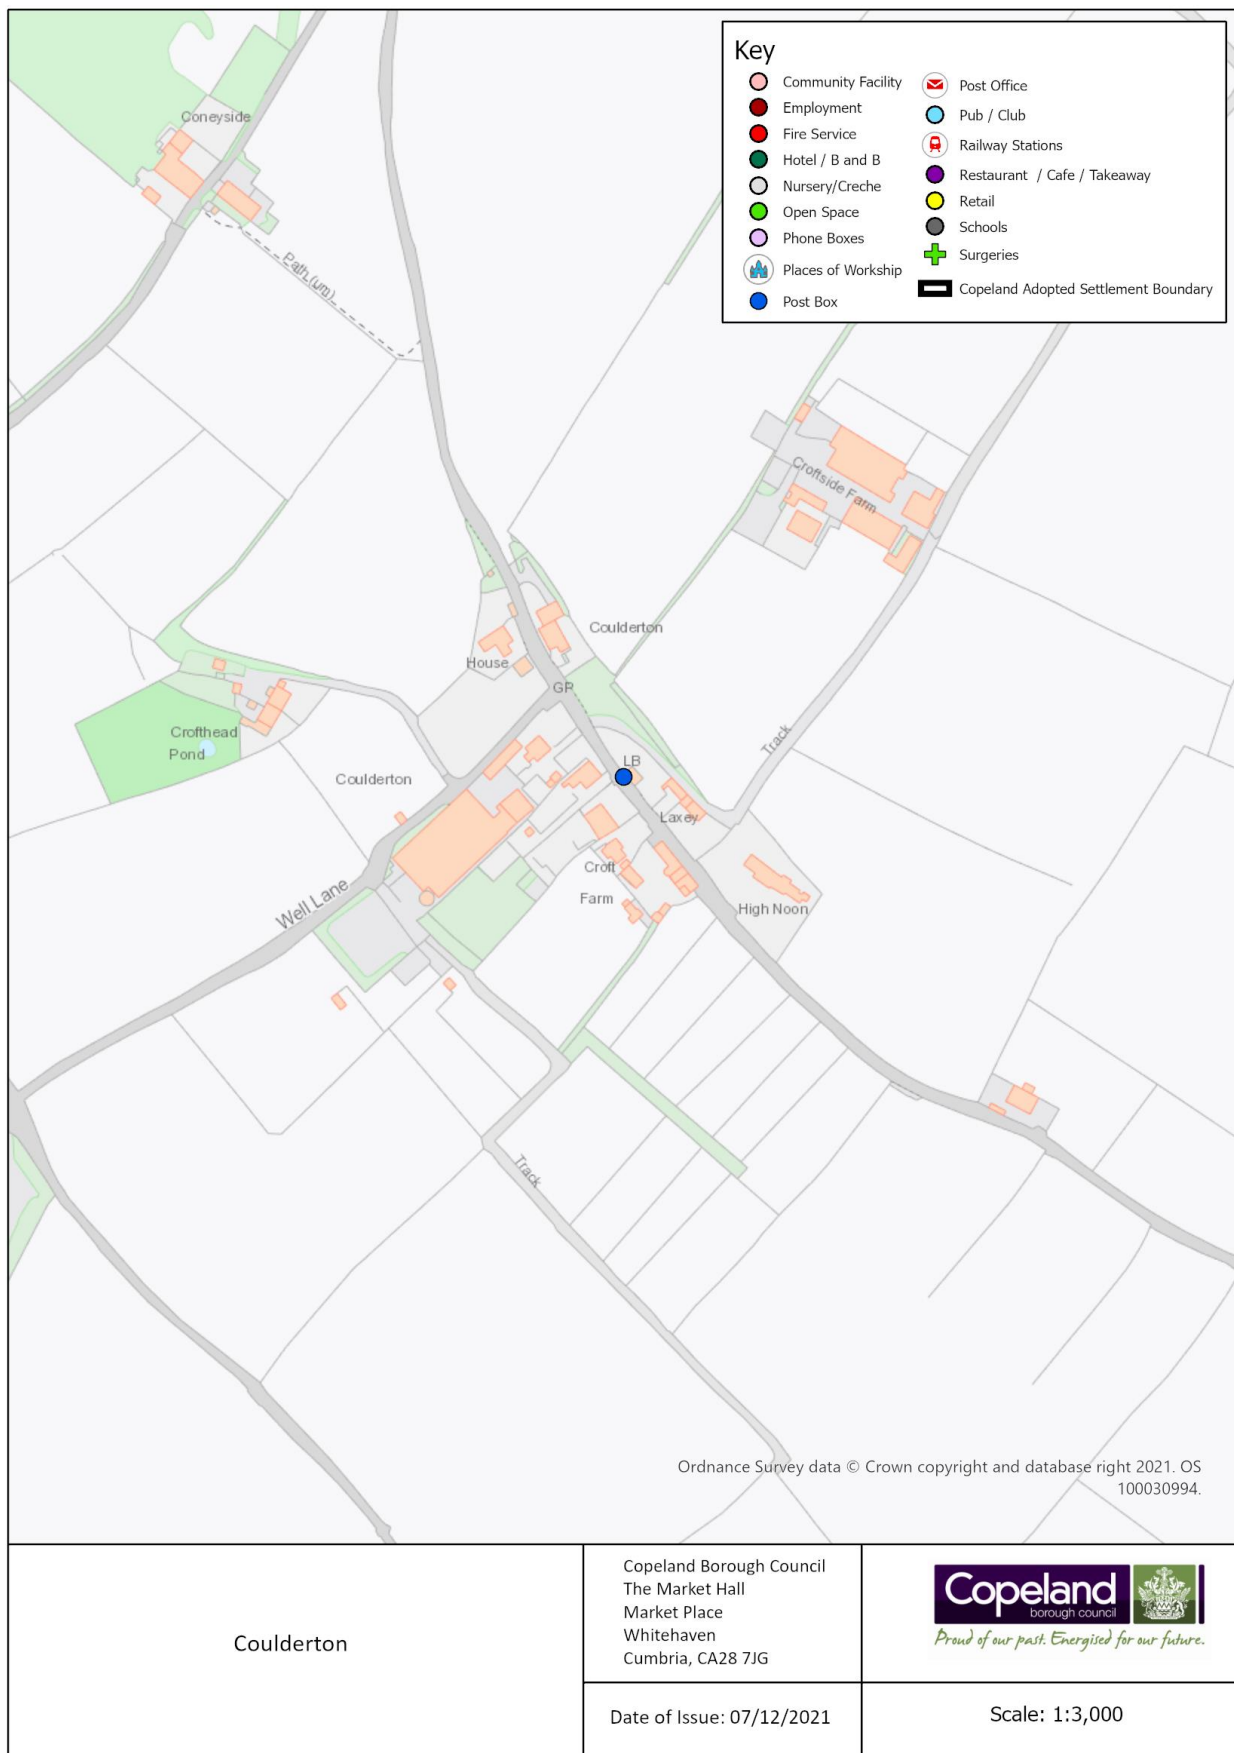 Key
Community Facility
Employment
Fire Service
Hotel / B and B
Nursery/Creche
Open Space
Phone Boxes
Places of Workship
Post Box
Post Office
Pub / Club
Railway Stations
Restaurant / Cafe / Takeaway
Retail
Schools
Surgeries
Copeland Adopted Settlement Boundary
Coneyside
Path (um)
Croftside Farm
Coulderton
House
GP
Crofthead
Pond
Coulderton
LB
Track
Laxey
Croft
Farm
High Noon
Well Lane
Track
Ordnance Survey data © Crown copyright and database right 2021. OS
100030994.
Coulderton
Copeland Borough Council
The Market Hall
Market Place
Whitehaven
Cumbria, CA28 7JG
Date of Issue: 07/12/2021
Copeland
borough council
Proud of our past. Energised for our future.
Scale: 1:3,000